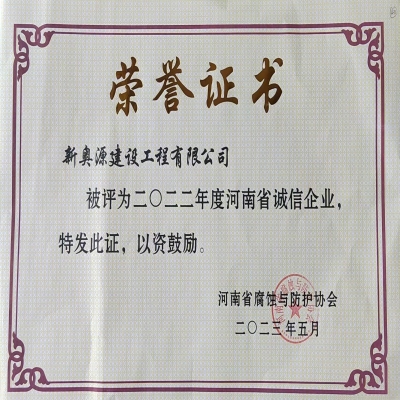 荣誉证书
新奥源建设工程有限公司
被评为二〇二二年度河南省诚信企业，
特发此证，以资鼓励。
河南省腐蚀与防护协会
二〇二三年五月